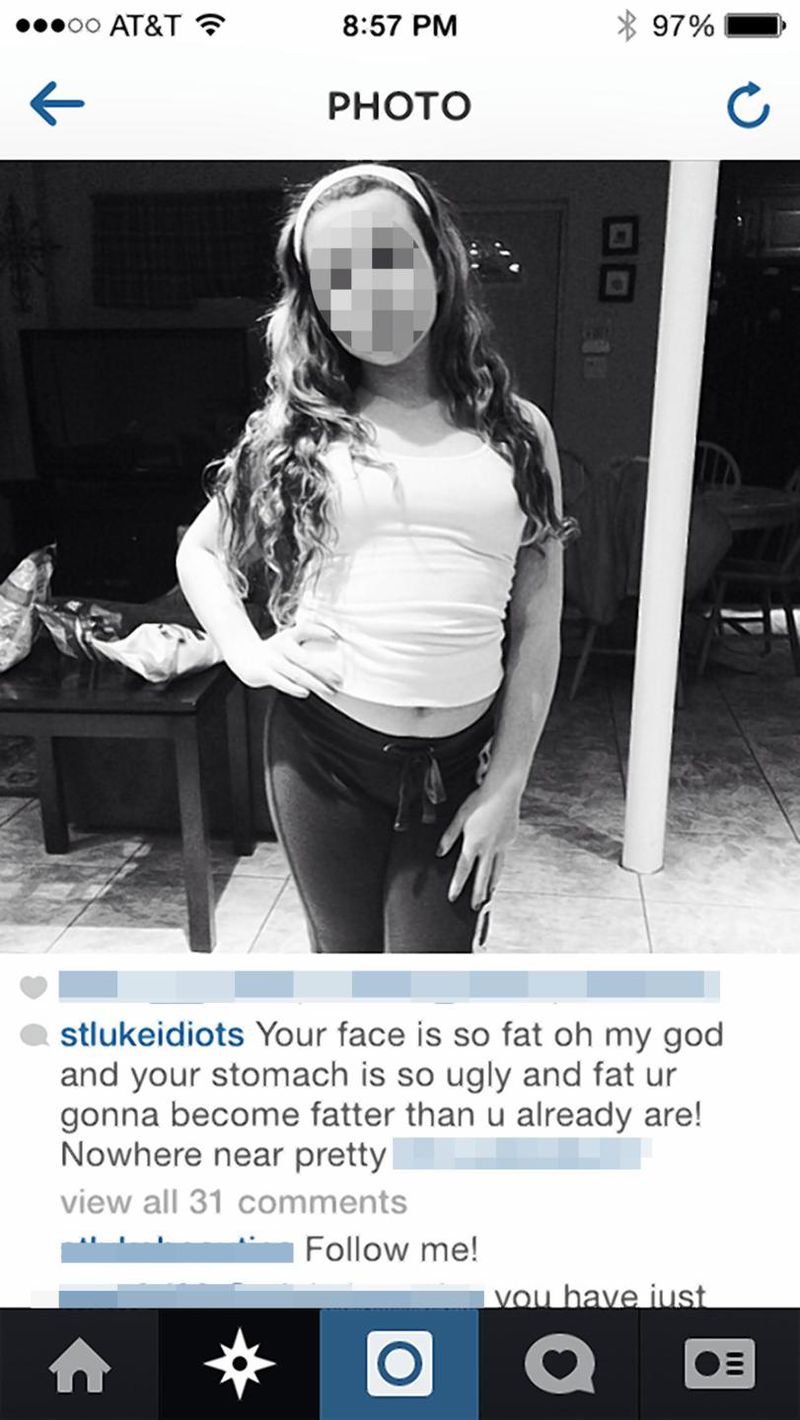 AT&T 8:57 PM 97%
PHOTO
stlukeidiots Your face is so fat oh my god
and your stomach is so ugly and fat ur
gonna become fatter than u already are!
Nowhere near pretty
view all 31 comments
Follow me!
you have just